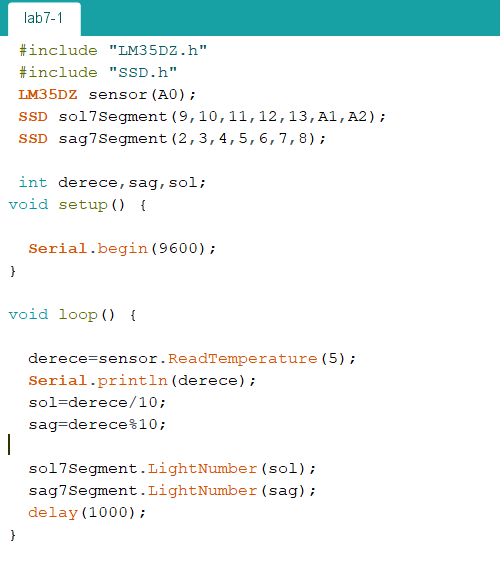 lab7-1
#include "LM35DZ.h"
#include "SSD.h"
LM35DZ sensor(A0);
SSD sol7Segment(9,10,11,12,13,A1,A2);
SSD sag7Segment(2,3,4,5,6,7,8);
int derece,sag,sol;
void setup() {
Serial.begin(9600);
}
void loop() {
derece=sensor.ReadTemperature(5);
Serial.println(derece);
sol=derece/10;
sag=derece%10;
sol7Segment.LightNumber(sol);
sag7Segment.LightNumber(sag);
delay(1000);
}